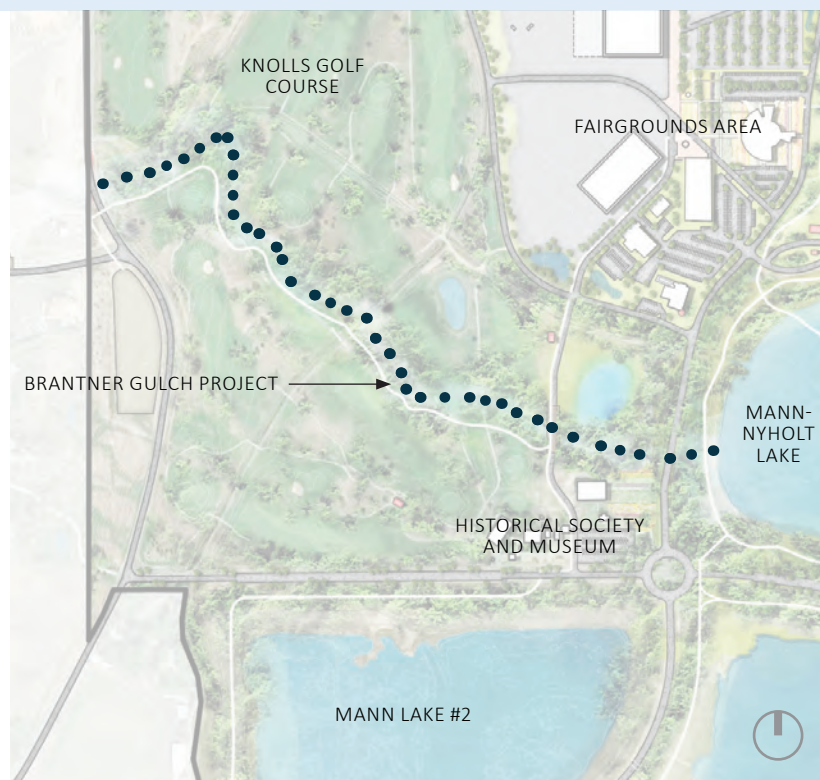 KNOLLS GOLF
COURSE
FAIRGROUNDS AREA
BRANTNER GULCH PROJECT
MANN-
NYHOLT
LAKE
HISTORICAL SOCIETY
AND MUSEUM
MANN LAKE #2